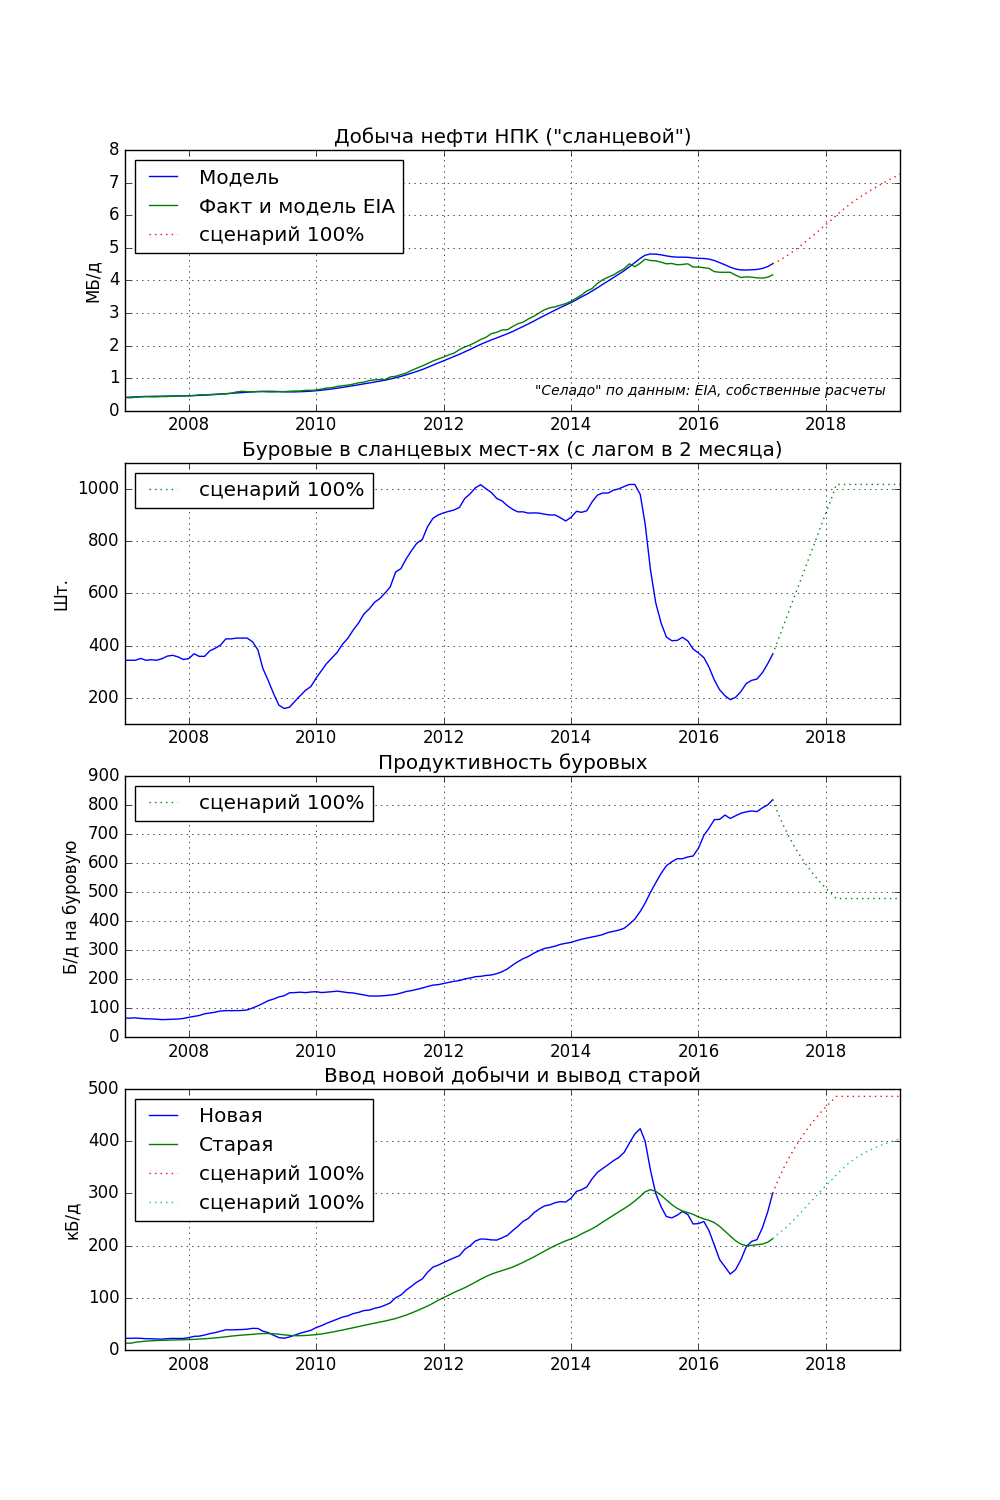 Добыча нефти НПК ("сланцевой")
8
7
6
5
4
3
2
1
0
МБ/д
Модель
Факт и модель EIA
сценарий 100%
"Селадо" по данным: EIA, собственные расчеты
2008 2010 2012 2014 2016 2018
Буровые в сланцевых мест-ях (с лагом в 2 месяца)
1000
800
600
400
200
Шт.
сценарий 100%
2008 2010 2012 2014 2016 2018
Продуктивность буровых
900
800
700
600
500
400
300
200
100
0
Б/д на буровую
сценарий 100%
2008 2010 2012 2014 2016 2018
Ввод новой добычи и вывод старой
500
400
300
200
100
0
кБ/д
Новая
Старая
сценарий 100%
сценарий 100%
2008 2010 2012 2014 2016 2018